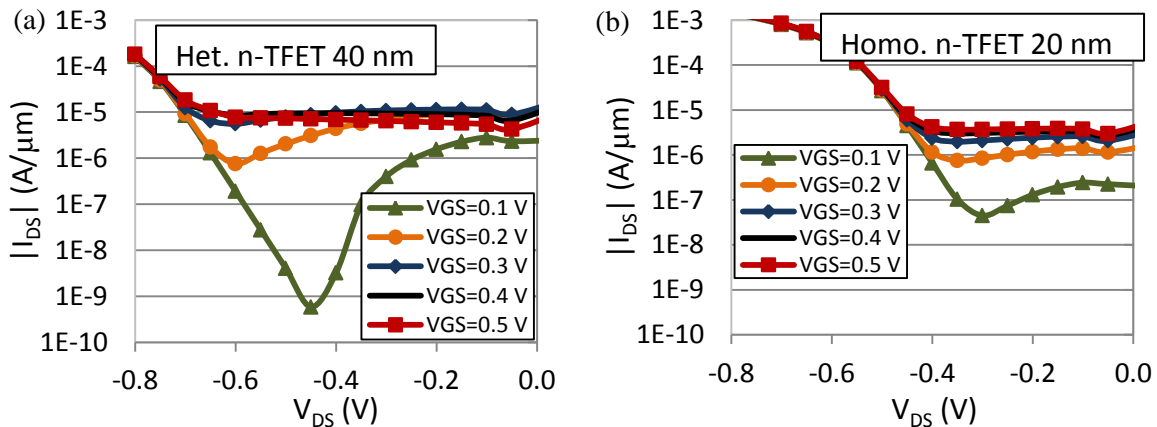 (a)
Het. n-TFET 40 nm
1E-3
1E-4
1E-5
1E-6
1E-7
1E-8
1E-9
1E-10
|I_DS| (A/μm)
VGS=0.1 V
VGS=0.2 V
VGS=0.3 V
VGS=0.4 V
VGS=0.5 V
-0.8 -0.6 -0.4 -0.2 0.0
V_DS (V)
(b)
Homo. n-TFET 20 nm
1E-3
1E-4
1E-5
1E-6
1E-7
1E-8
1E-9
1E-10
|I_DS| (A/μm)
VGS=0.1 V
VGS=0.2 V
VGS=0.3 V
VGS=0.4 V
VGS=0.5 V
-0.8 -0.6 -0.4 -0.2 0.0
V_DS (V)